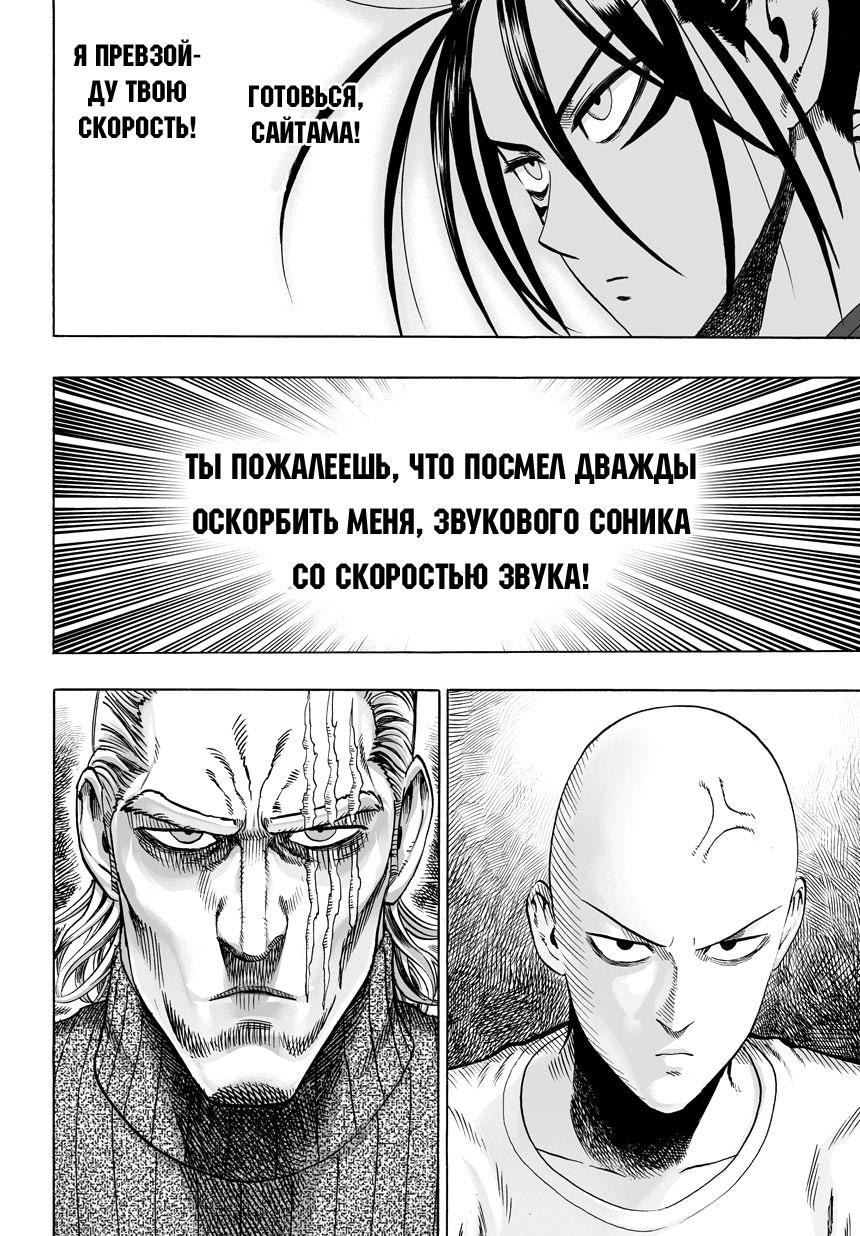 ГОТОВЬСЯ,
САЙТАМА!
Я ПРЕВЗОЙ-
ДУ ТВОЮ
СКОРОСТЬ!
ТЫ ПОЖАЛЕЕШЬ, ЧТО ПОСМЕЛ ДВАЖДЫ
ОСКОРБИТЬ МЕНЯ, ЗВУКОВОГО СОНИКА
СО СКОРОСТЬЮ ЗВУКА!